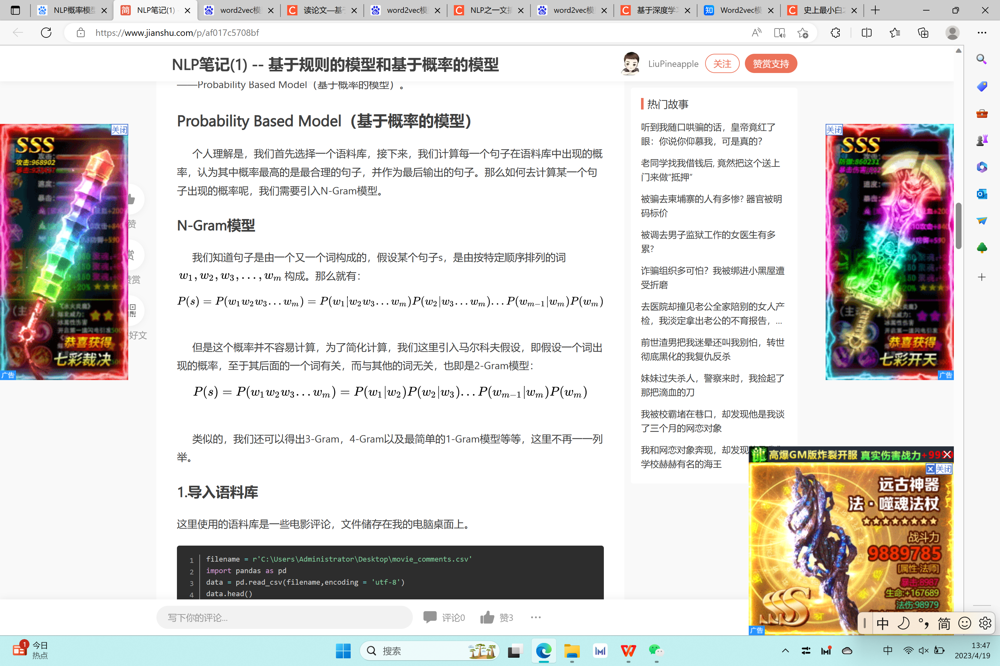 NLP概率模型
NLP笔记(1)
word2vec模
读论文—基于
word2vec模
NLP之一文搞
word2vec模
基于深度学习
Word2vec模
史上最小白之
https://www.jianshu.com/p/af017c5708bf
NLP笔记(1) -- 基于规则的模型和基于概率的模型
LiuPineapple
关注
赞赏支持
——Probability Based Model（基于概率的模型）。
Probability Based Model（基于概率的模型）
个人理解是，我们首先选择一个语料库，接下来，我们计算每一个句子在语料库中出现的概
率，认为其中概率最高的是最合理的句子，并作为最后输出的句子。那么如何去计算某一个句
子出现的概率呢，我们需要引入N-Gram模型。
N-Gram模型
我们知道句子是由一个又一个词构成的，假设某个句子s，是由按特定顺序排列的词
w₁, w₂, w₃, . . . , wₘ 构成。那么就有：
P(s) = P(w₁w₂w₃...wₘ) = P(w₁|w₂w₃...wₘ)P(w₂|w₃...wₘ)...P(wₘ₋₁|wₘ)P(wₘ)
但是这个概率并不容易计算，为了简化计算，我们这里引入马尔科夫假设，即假设一个词出
现的概率，至于其后面的一个词有关，而与其他的词无关，也即是2-Gram模型：
P(s) = P(w₁w₂w₃...wₘ) = P(w₁|w₂)P(w₂|w₃)...P(wₘ₋₁|wₘ)P(wₘ)
类似的，我们还可以得出3-Gram，4-Gram以及最简单的1-Gram模型等等，这里不再一一列
举。
1.导入语料库
这里使用的语料库是一些电影评论，文件储存在我的电脑桌面上。
1 filename = r'C:\Users\Administrator\Desktop\movie_comments.csv'
2 import pandas as pd
3 data = pd.read_csv(filename,encoding = 'utf-8')
4 data.head()
写下你的评论...
评论0
赞3
赞
赏
赞赏
好文
热门故事
听到我随口哄骗的话，皇帝竟红了
眼：你说你仰慕我，可是真的？
老同学找我借钱后, 竟然把这个送上
门来做“抵押”
被骗去柬埔寨的人有多惨? 器官被明
码标价
被调去男子监狱工作的女医生有多
累?
诈骗组织多可怕？我被绑进小黑屋遭
受折磨
去医院却撞见老公全家陪别的女人产
检，我淡定拿出老公的不育报告，...
前世渣男把我迷晕还叫我别怕，转世
彻底黑化的我复仇反杀
妹妹过失杀人，警察来时，我捡起了
那把滴血的刀
我被校霸堵在巷口，却发现他是我谈
了三个月的网恋对象
我和网恋对象奔现，却发现
学校赫赫有名的海王
关闭
SSS
攻击:968902
速度:
暴击:
恭喜获得
七彩裁决
广告
关闭
SSS
防御:860231
速度:
暴击:
恭喜获得
七彩开天
广告
高爆GM版炸裂开服 真实伤害战力+9999
关闭
远古神器
法·噬魂法杖
战斗力
9889785
[属性-法师]
暴击:8987
生命:+167689
法伤:98979
SSS
广告
中
简
1
今日
热点
搜索
中
13:47
2023/4/19